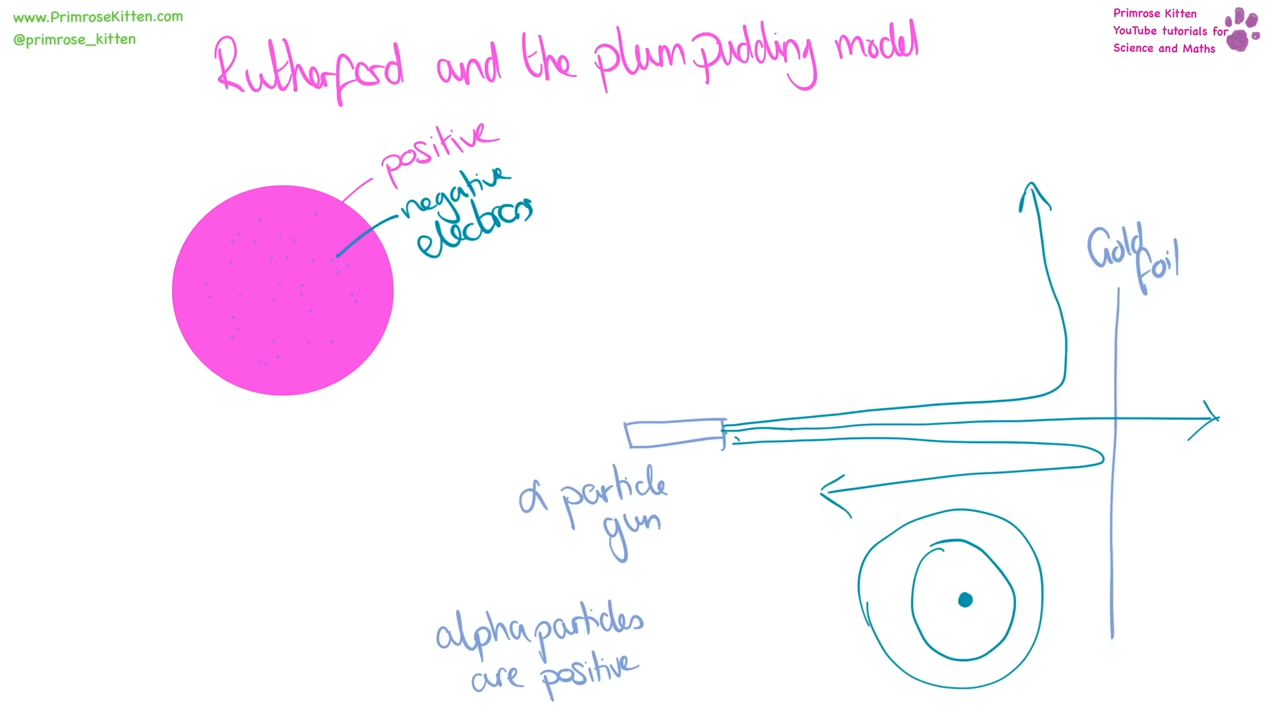 www.PrimroseKitten.com
@primrose_kitten
Primrose Kitten
YouTube tutorials for
Science and Maths
Rutherford and the plum pudding model
positive
negative
electrons
Gold
foil
α particle
gun
alpha particles
are positive